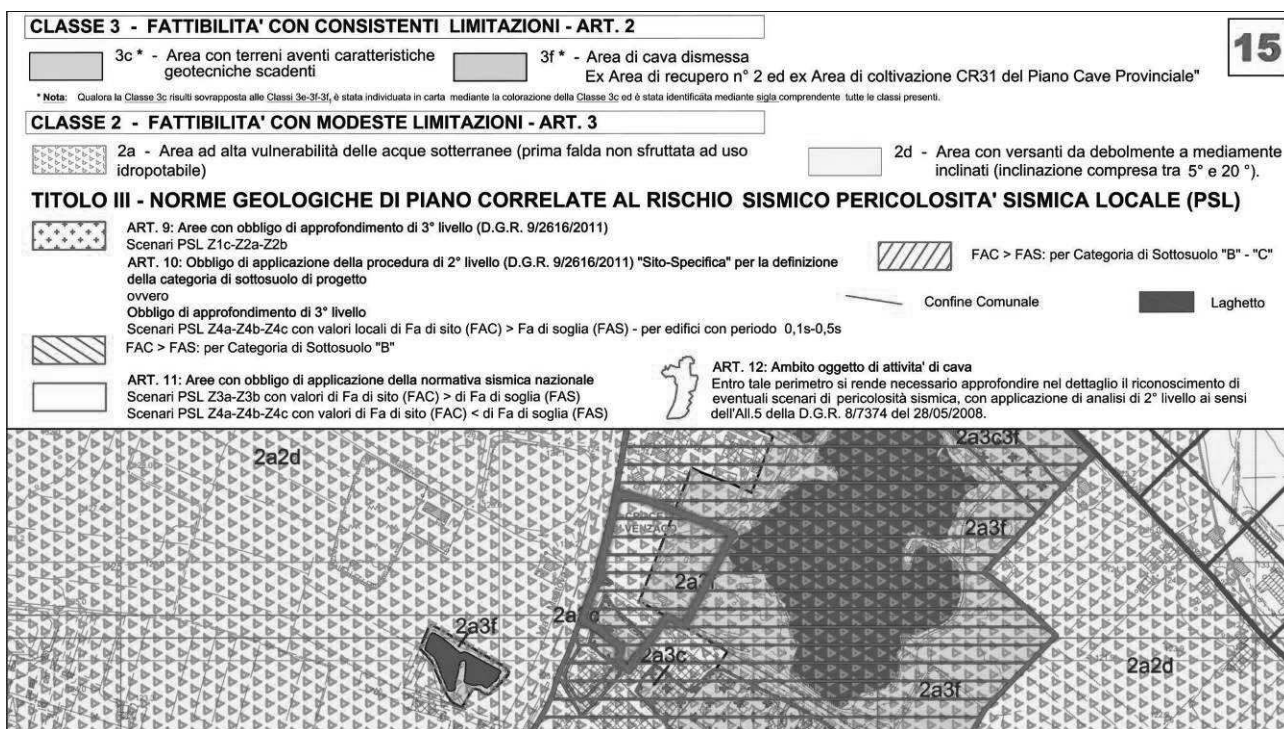 CLASSE 3 - FATTIBILITA' CON CONSISTENTI LIMITAZIONI - ART. 2
15
3c * - Area con terreni aventi caratteristiche
geotecniche scadenti
3f * - Area di cava dismessa
Ex Area di recupero n° 2 ed ex Area di coltivazione CR31 del Piano Cave Provinciale"
* Nota: Qualora la Classe 3c risulti sovrapposta alle Classi 3e-3f-3f, è stata individuata in carta mediante la colorazione della Classe 3c ed è stata identificata mediante sigla comprendente tutte le classi presenti.
CLASSE 2 - FATTIBILITA' CON MODESTE LIMITAZIONI - ART. 3
2a - Area ad alta vulnerabilità delle acque sotterranee (prima falda non sfruttata ad uso
idropotabile)
2d - Area con versanti da debolmente a mediamente
inclinati (inclinazione compresa tra 5° e 20 °).
TITOLO III - NORME GEOLOGICHE DI PIANO CORRELATE AL RISCHIO SISMICO PERICOLOSITA' SISMICA LOCALE (PSL)
ART. 9: Aree con obbligo di approfondimento di 3° livello (D.G.R. 9/2616/2011)
Scenari PSL Z1c-Z2a-Z2b
ART. 10: Obbligo di applicazione della procedura di 2° livello (D.G.R. 9/2616/2011) "Sito-Specifica" per la definizione
della categoria di sottosuolo di progetto
ovvero
Obbligo di approfondimento di 3° livello
Scenari PSL Z4a-Z4b-Z4c con valori locali di Fa di sito (FAC) > Fa di soglia (FAS) - per edifici con periodo 0,1s-0,5s
FAC > FAS: per Categoria di Sottosuolo "B"
FAC > FAS: per Categoria di Sottosuolo "B" - "C"
Confine Comunale
Laghetto
ART. 11: Aree con obbligo di applicazione della normativa sismica nazionale
Scenari PSL Z3a-Z3b con valori di Fa di sito (FAC) > di Fa di soglia (FAS)
Scenari PSL Z4a-Z4b-Z4c con valori di Fa di sito (FAC) < di Fa di soglia (FAS)
ART. 12: Ambito oggetto di attivita' di cava
Entro tale perimetro si rende necessario approfondire nel dettaglio il riconoscimento di
eventuali scenari di pericolosità sismica, con applicazione di analisi di 2° livello ai sensi
dell'All.5 della D.G.R. 8/7374 del 28/05/2008.
2a2d
2a3c3f
2a3f
2a3f
2a3c
2a2d
2a3f